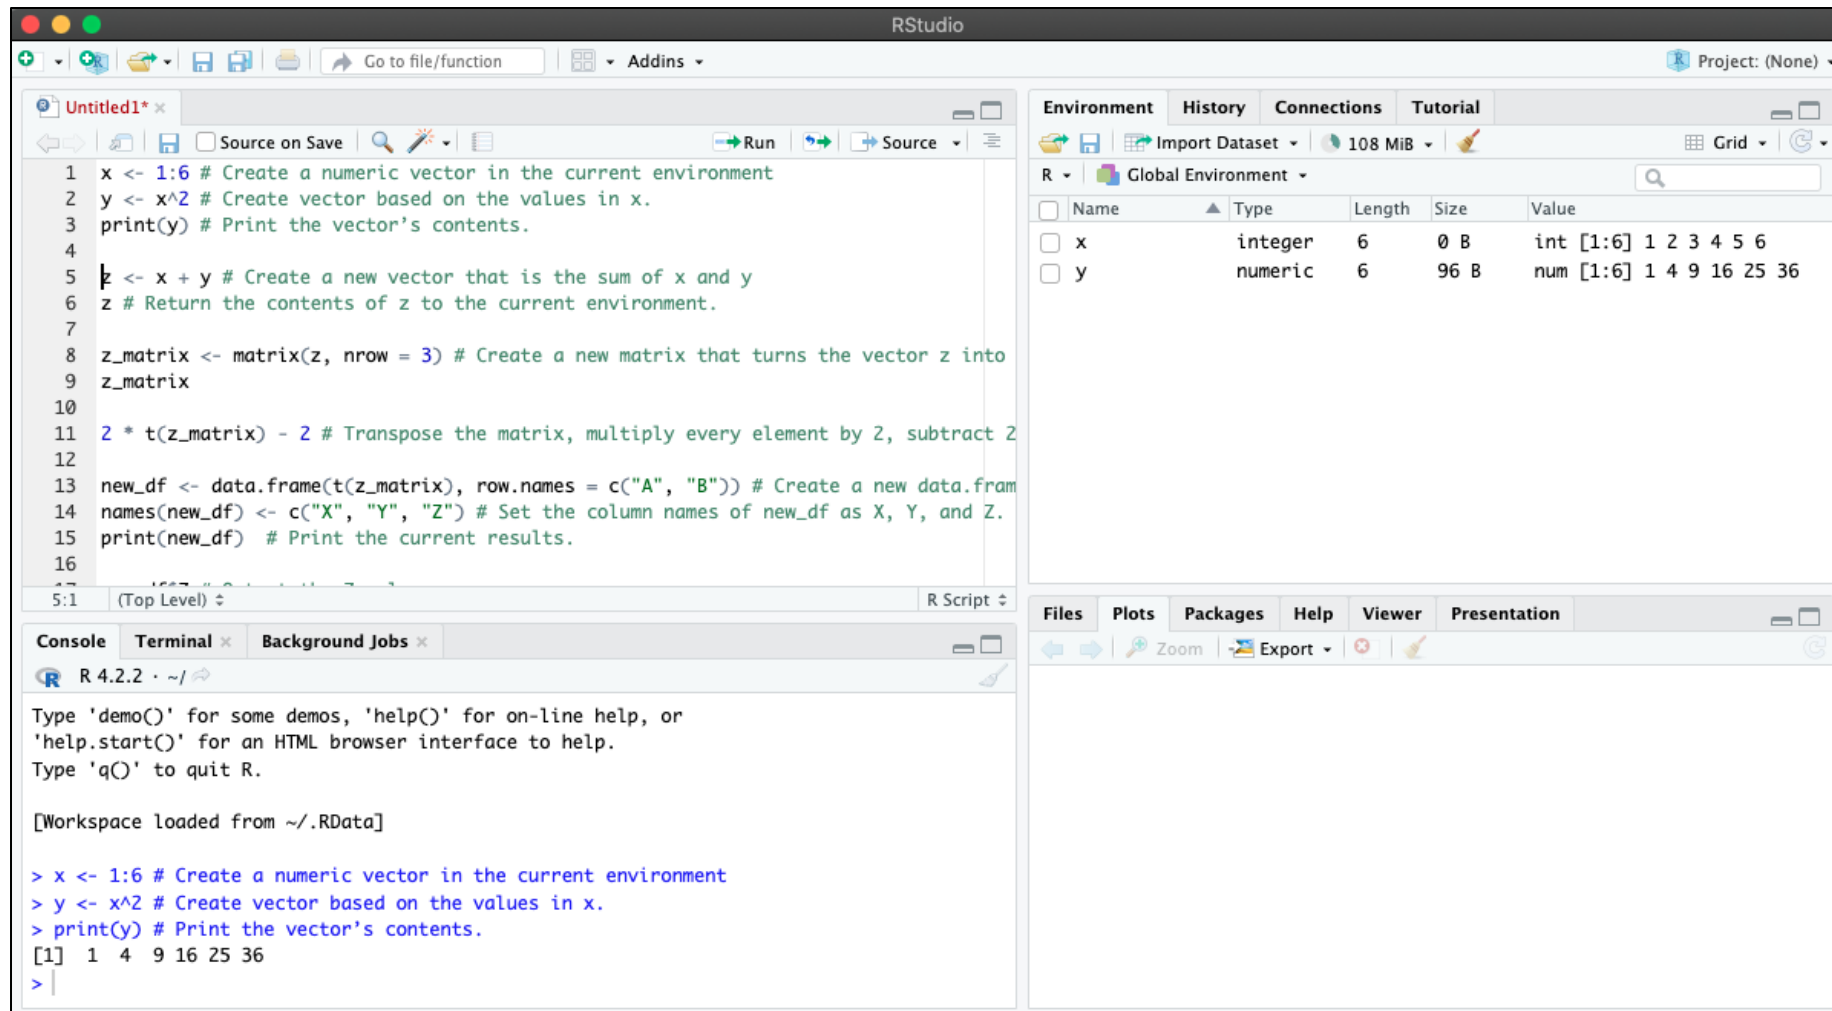 RStudio
Go to file/function
Addins
Project: (None)
Untitled1*
Source on Save
Run
Source
1 x <- 1:6 # Create a numeric vector in the current environment
2 y <- x^2 # Create vector based on the values in x.
3 print(y) # Print the vector’s contents.
4
5 z <- x + y # Create a new vector that is the sum of x and y
6 z # Return the contents of z to the current environment.
7
8 z_matrix <- matrix(z, nrow = 3) # Create a new matrix that turns the vector z into
9 z_matrix
10
11 2 * t(z_matrix) - 2 # Transpose the matrix, multiply every element by 2, subtract 2
12
13 new_df <- data.frame(t(z_matrix), row.names = c("A", "B")) # Create a new data.fram
14 names(new_df) <- c("X", "Y", "Z") # Set the column names of new_df as X, Y, and Z.
15 print(new_df)  # Print the current results.
16
5:1 (Top Level) R Script
Console Terminal Background Jobs
R 4.2.2 · ~/
Type 'demo()' for some demos, 'help()' for on-line help, or
'help.start()' for an HTML browser interface to help.
Type 'q()' to quit R.
[Workspace loaded from ~/.RData]
> x <- 1:6 # Create a numeric vector in the current environment
> y <- x^2 # Create vector based on the values in x.
> print(y) # Print the vector’s contents.
[1]  1  4  9 16 25 36
>
Environment History Connections Tutorial
Import Dataset 108 MiB Grid
R Global Environment
Name Type Length Size Value
x integer 6 0 B int [1:6] 1 2 3 4 5 6
y numeric 6 96 B num [1:6] 1 4 9 16 25 36
Files Plots Packages Help Viewer Presentation
Zoom Export